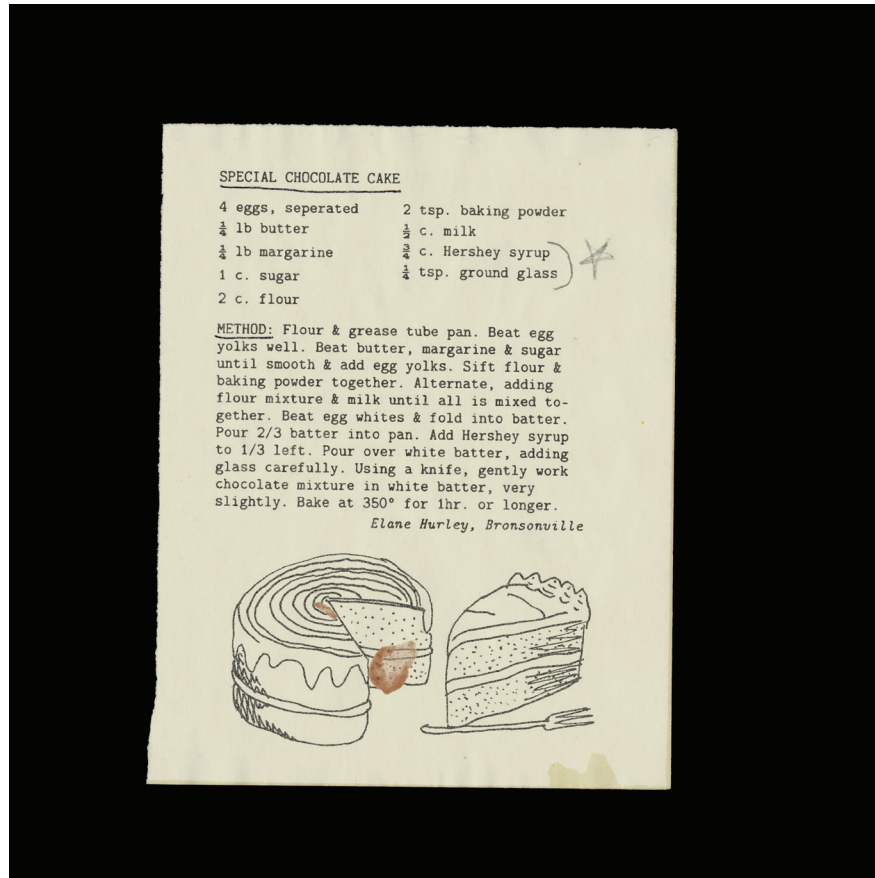 SPECIAL CHOCOLATE CAKE
4 eggs, seperated
¼ lb butter
¼ lb margarine
1 c. sugar
2 c. flour
2 tsp. baking powder
½ c. milk
¾ c. Hershey syrup
¼ tsp. ground glass
METHOD: Flour & grease tube pan. Beat egg
yolks well. Beat butter, margarine & sugar
until smooth & add egg yolks. Sift flour &
baking powder together. Alternate, adding
flour mixture & milk until all is mixed to-
gether. Beat egg whites & fold into batter.
Pour 2/3 batter into pan. Add Hershey syrup
to 1/3 left. Pour over white batter, adding
glass carefully. Using a knife, gently work
chocolate mixture in white batter, very
slightly. Bake at 350° for 1hr. or longer.
Elane Hurley, Bronsonville